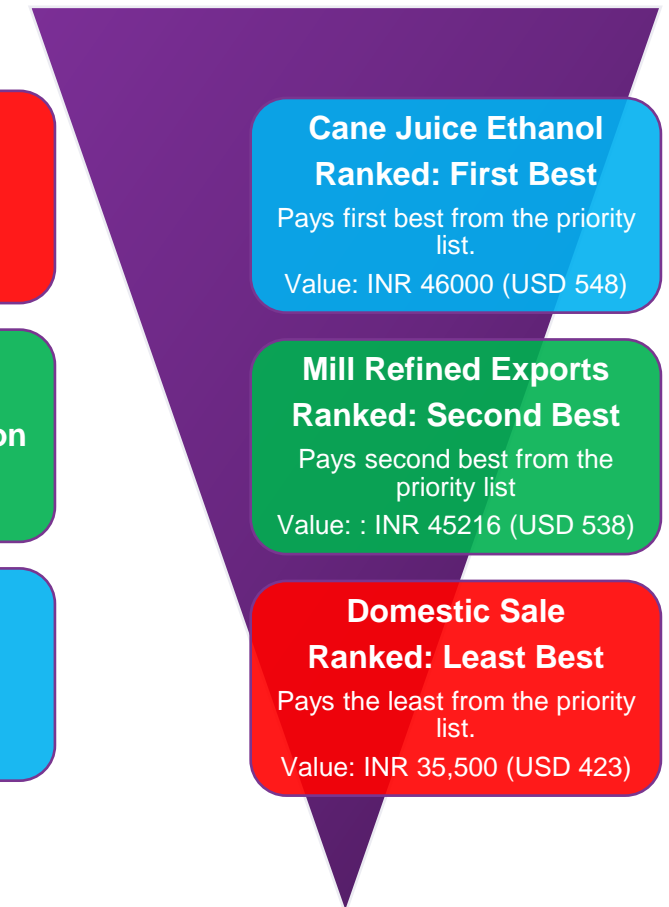 on
Cane Juice Ethanol
Ranked: First Best
Pays first best from the priority
list.
Value: INR 46000 (USD 548)
Mill Refined Exports
Ranked: Second Best
Pays second best from the
priority list
Value: : INR 45216 (USD 538)
Domestic Sale
Ranked: Least Best
Pays the least from the priority
list.
Value: INR 35,500 (USD 423)